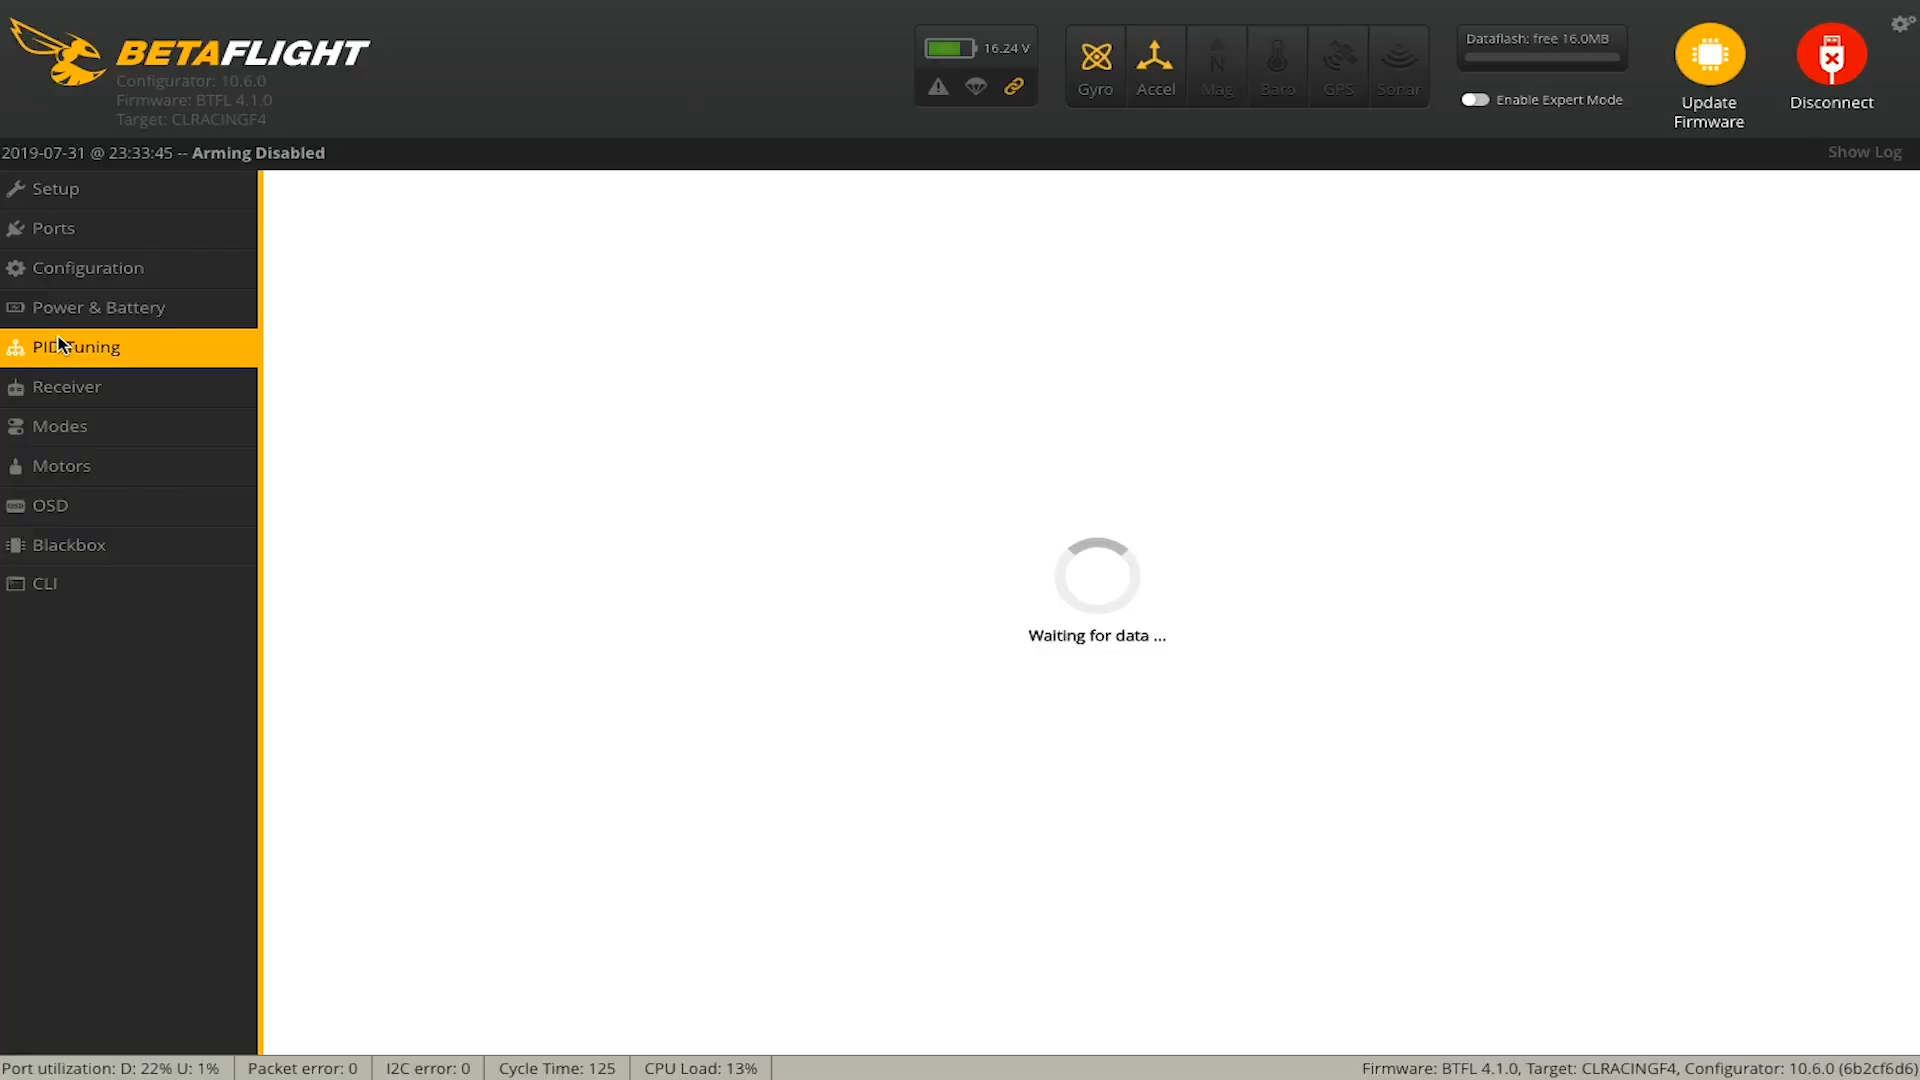 BETAFLIGHT
Configurator: 10.6.0
Firmware: BTFL 4.1.0
Target: CLRACINGF4
16.24 V
Gyro
Accel
Mag
Baro
GPS
Sonar
Dataflash: free 16.0MB
Enable Expert Mode
Update
Firmware
Disconnect
2019-07-31 @ 23:33:45 -- Arming Disabled
Show Log
Setup
Ports
Configuration
Power & Battery
PID Tuning
Receiver
Modes
Motors
OSD
Blackbox
CLI
Waiting for data ...
Port utilization: D: 22% U: 1%
Packet error: 0
I2C error: 0
Cycle Time: 125
CPU Load: 13%
Firmware: BTFL 4.1.0, Target: CLRACINGF4, Configurator: 10.6.0 (6b2cf6d6)